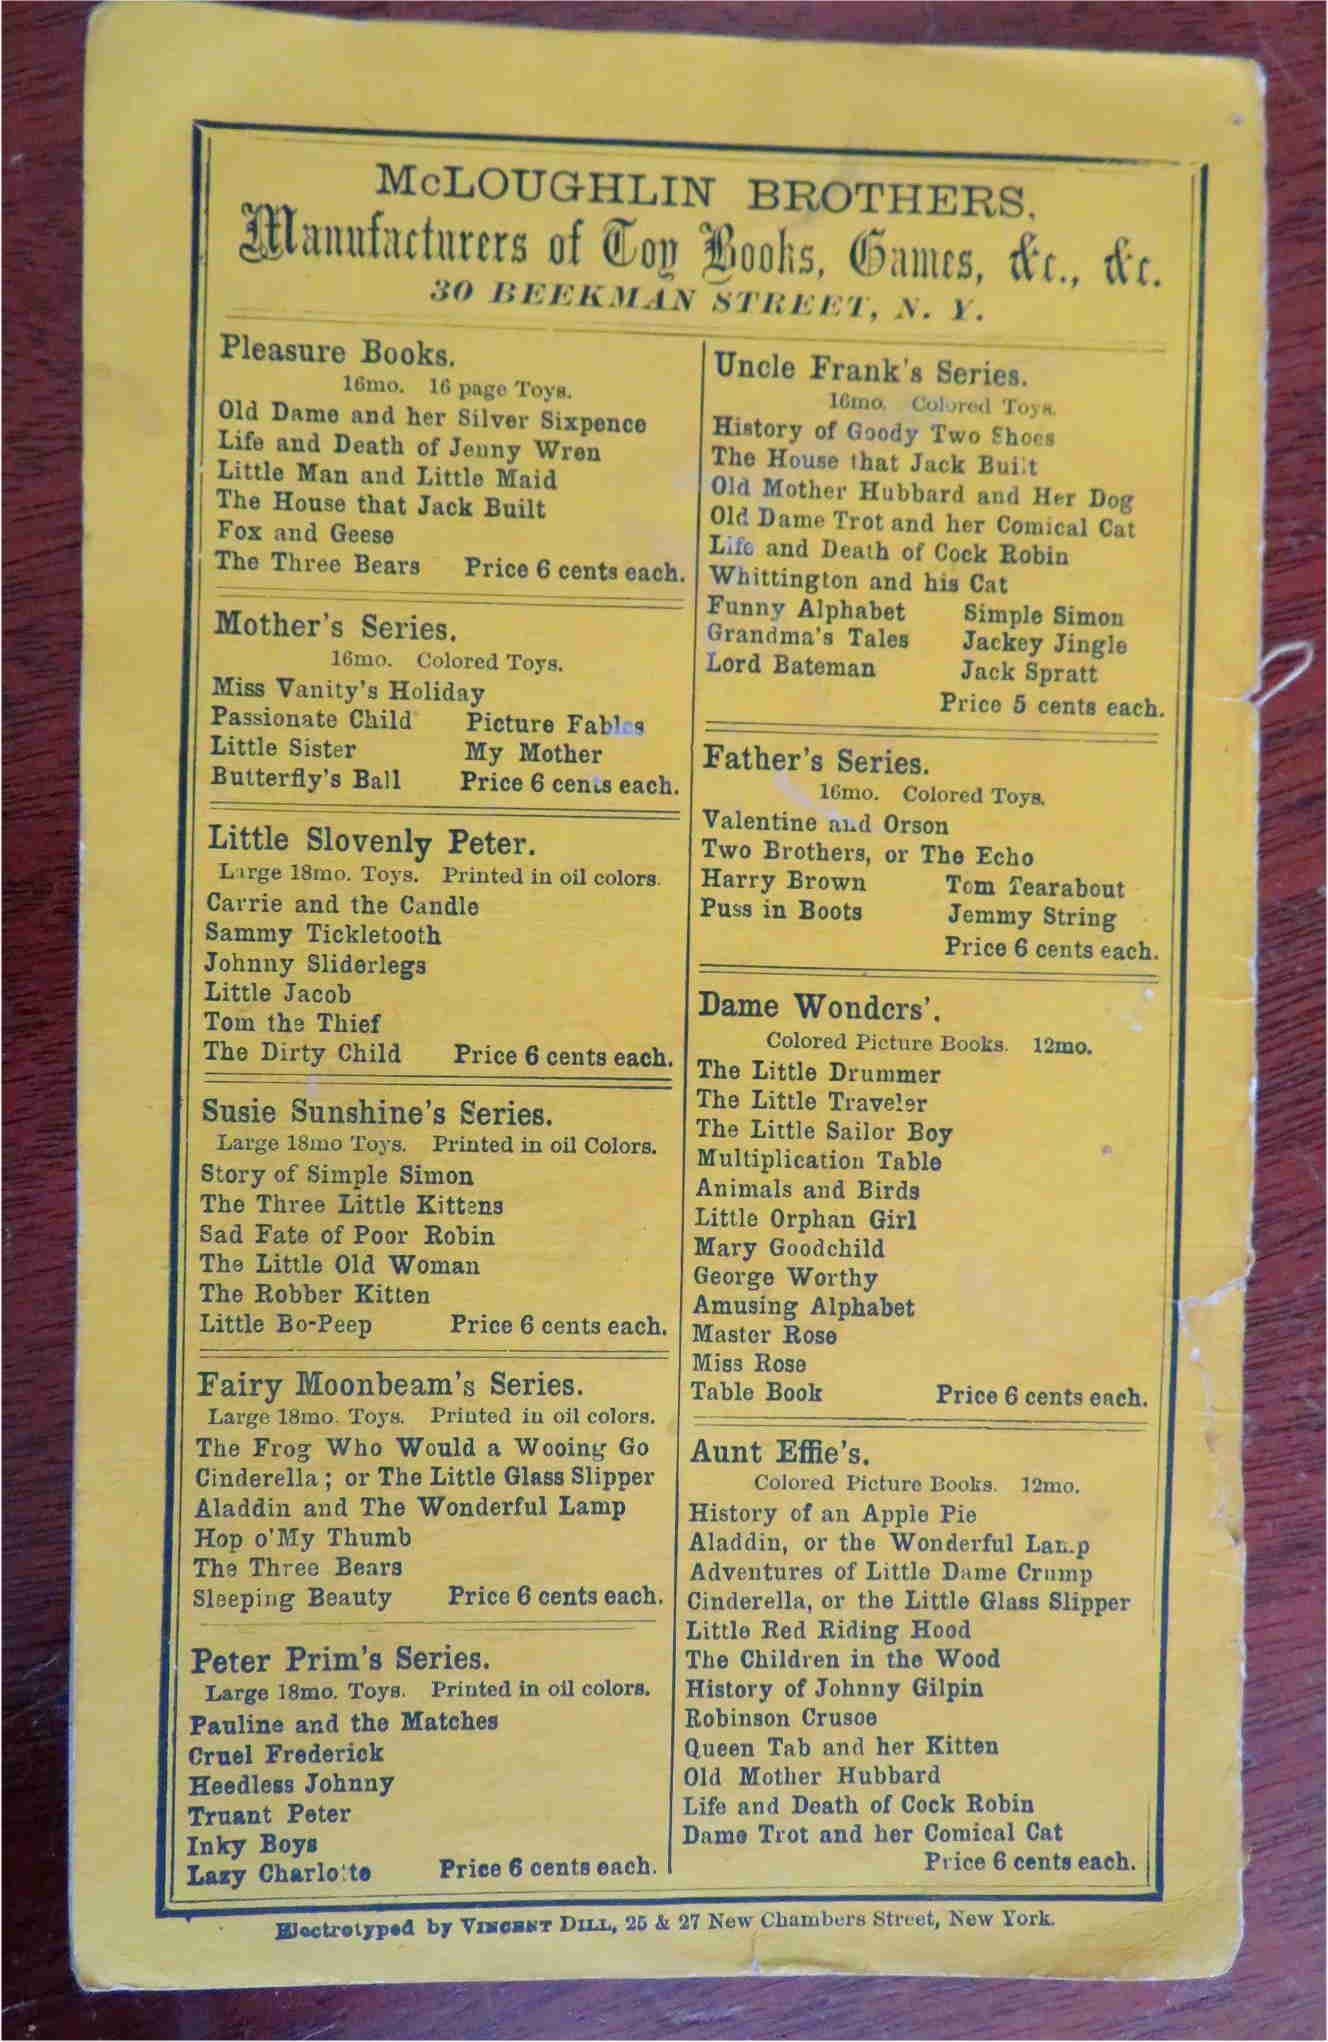 McLOUGHLIN BROTHERS,
Manufacturers of Toy Books, Games, &c., &c.
30 BEEKMAN STREET, N. Y.
Pleasure Books.
16mo. 16 page Toys.
Old Dame and her Silver Sixpence
Life and Death of Jenny Wren
Little Man and Little Maid
The House that Jack Built
Fox and Geese
The Three Bears Price 6 cents each.
Mother's Series.
16mo. Colored Toys.
Miss Vanity's Holiday
Passionate Child Picture Fables
Little Sister My Mother
Butterfly's Ball Price 6 cents each.
Little Slovenly Peter.
Large 18mo. Toys. Printed in oil colors.
Carrie and the Candle
Sammy Tickletooth
Johnny Sliderlegs
Little Jacob
Tom the Thief
The Dirty Child Price 6 cents each.
Susie Sunshine's Series.
Large 18mo Toys. Printed in oil Colors.
Story of Simple Simon
The Three Little Kittens
Sad Fate of Poor Robin
The Little Old Woman
The Robber Kitten
Little Bo-Peep Price 6 cents each.
Fairy Moonbeam's Series.
Large 18mo. Toys. Printed in oil colors.
The Frog Who Would a Wooing Go
Cinderella; or The Little Glass Slipper
Aladdin and The Wonderful Lamp
Hop o'My Thumb
The Three Bears
Sleeping Beauty Price 6 cents each.
Peter Prim's Series.
Large 18mo. Toys. Printed in oil colors.
Pauline and the Matches
Cruel Frederick
Heedless Johnny
Truant Peter
Inky Boys
Lazy Charlotte Price 6 cents each.
Uncle Frank's Series.
16mo. Colored Toys.
History of Goody Two Shoes
The House that Jack Built
Old Mother Hubbard and Her Dog
Old Dame Trot and her Comical Cat
Life and Death of Cock Robin
Whittington and his Cat
Funny Alphabet Simple Simon
Grandma's Tales Jackey Jingle
Lord Bateman Jack Spratt
Price 5 cents each.
Father's Series.
16mo. Colored Toys.
Valentine and Orson
Two Brothers, or The Echo
Harry Brown Tom Tearabout
Puss in Boots Jemmy String
Price 6 cents each.
Dame Wonders'.
Colored Picture Books. 12mo.
The Little Drummer
The Little Traveler
The Little Sailor Boy
Multiplication Table
Animals and Birds
Little Orphan Girl
Mary Goodchild
George Worthy
Amusing Alphabet
Master Rose
Miss Rose
Table Book Price 6 cents each.
Aunt Effie's.
Colored Picture Books. 12mo.
History of an Apple Pie
Aladdin, or the Wonderful Lamp
Adventures of Little Dame Crump
Cinderella, or the Little Glass Slipper
Little Red Riding Hood
The Children in the Wood
History of Johnny Gilpin
Robinson Crusoe
Queen Tab and her Kitten
Old Mother Hubbard
Life and Death of Cock Robin
Dame Trot and her Comical Cat
Price 6 cents each.
Electrotyped by VINCENT DILL, 25 & 27 New Chambers Street, New York.